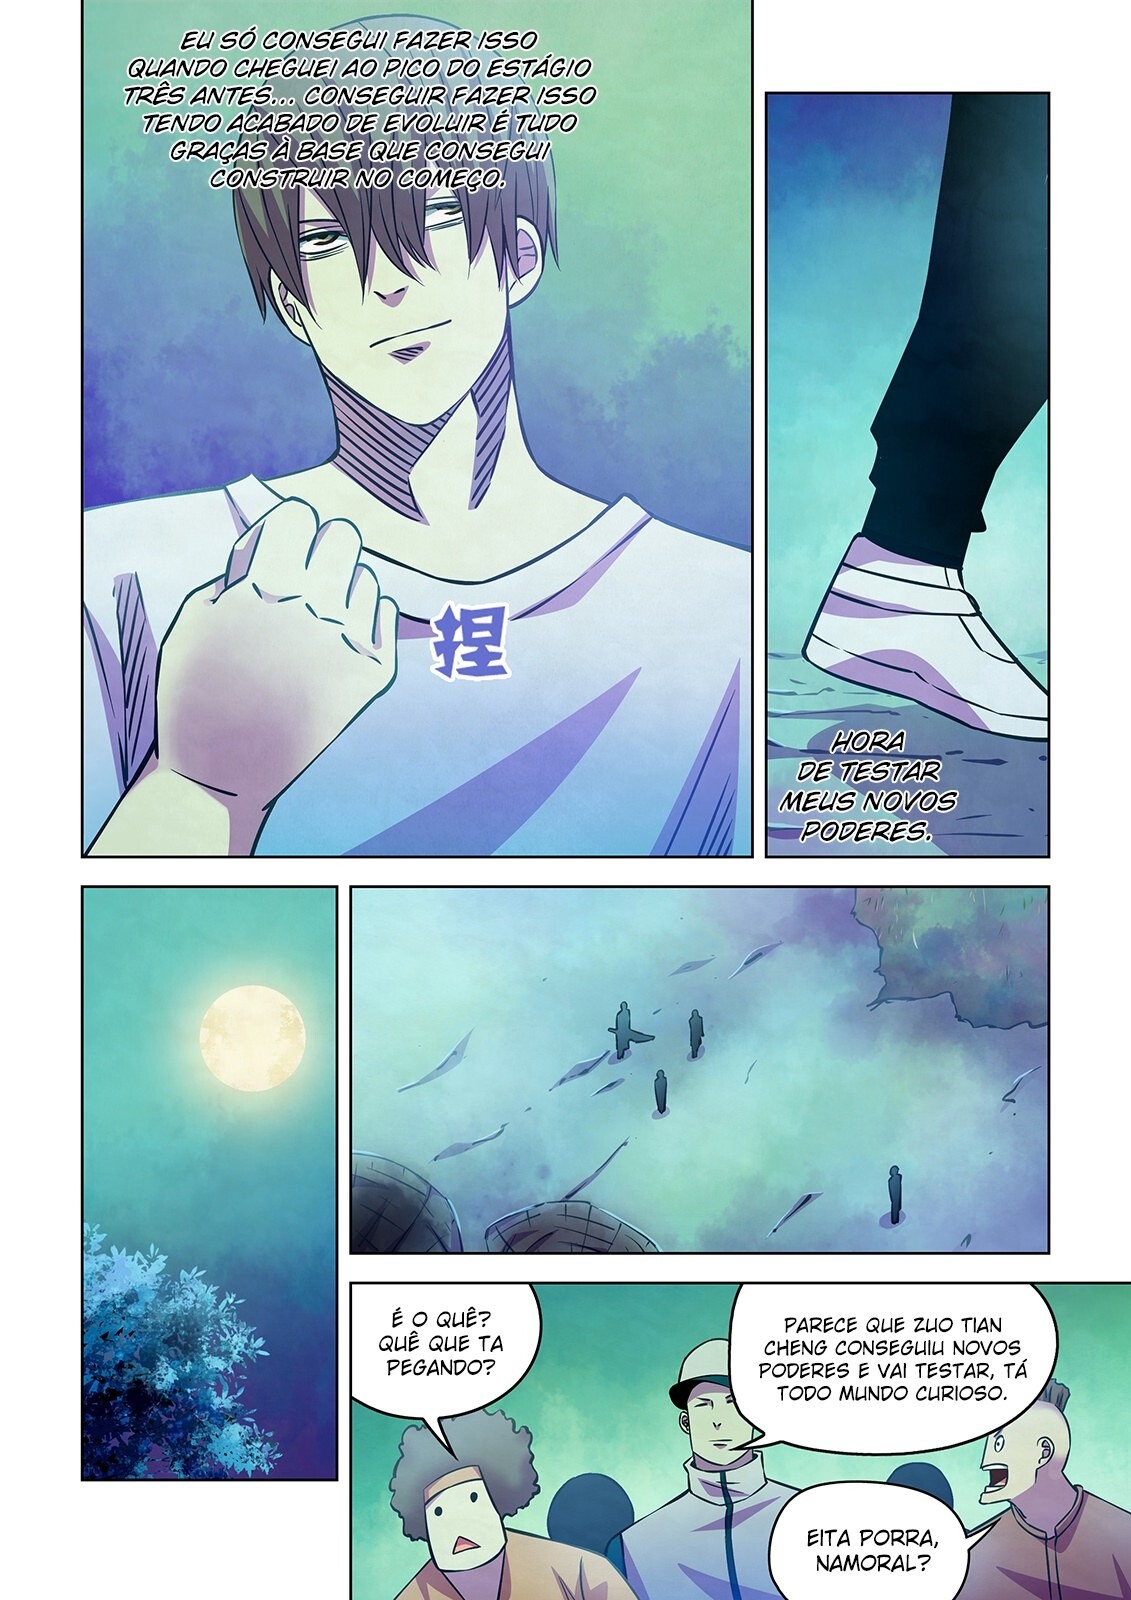 EU SÓ CONSEGUI FAZER ISSO
QUANDO CHEGUEI AO PICO DO ESTÁGIO
TRÊS ANTES... CONSEGUIR FAZER ISSO
TENDO ACABADO DE EVOLUIR É TUDO
GRAÇAS À BASE QUE CONSEGUI
CONSTRUIR NO COMEÇO.
捏
HORA
DE TESTAR
MEUS NOVOS
PODERES.
É O QUÊ?
QUÊ QUE TA
PEGANDO?
PARECE QUE ZUO TIAN
CHENG CONSEGUIU NOVOS
PODERES E VAI TESTAR, TÁ
TODO MUNDO CURIOSO.
EITA PORRA,
NAMORAL?